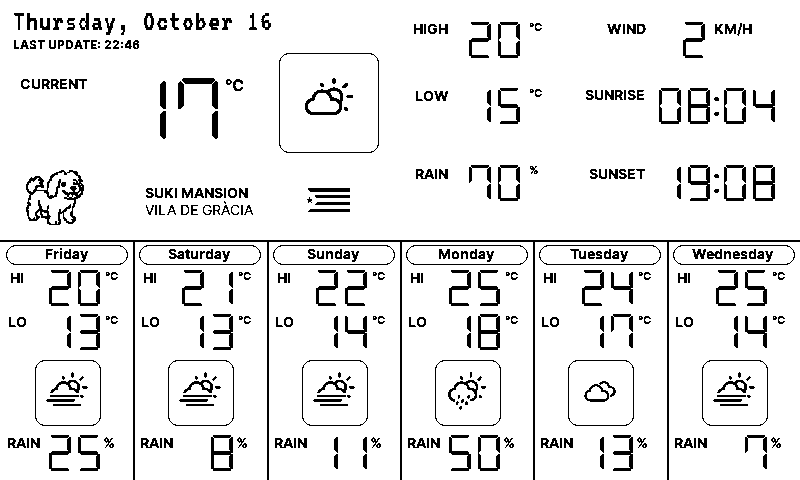 Thursday, October 16
LAST UPDATE: 22:46
CURRENT 17 °C
HIGH 20 °C
LOW 15 °C
RAIN 70 %
WIND 2 KM/H
SUNRISE 08:04
SUNSET 19:08
SUKI MANSION
VILA DE GRÀCIA
Friday
HI 20 °C
LO 13 °C
RAIN 25 %
Saturday
HI 21 °C
LO 13 °C
RAIN 8 %
Sunday
HI 22 °C
LO 14 °C
RAIN 11 %
Monday
HI 25 °C
LO 18 °C
RAIN 50 %
Tuesday
HI 24 °C
LO 17 °C
RAIN 13 %
Wednesday
HI 25 °C
LO 14 °C
RAIN 7 %